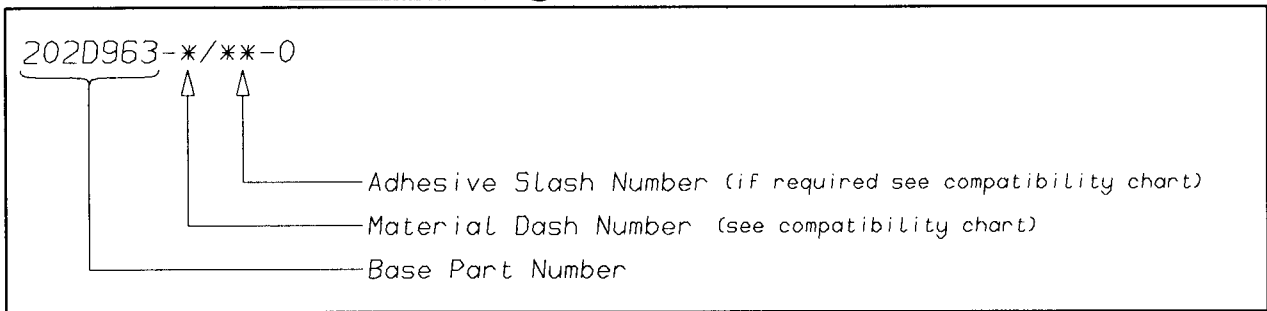 202D963-*/**-0
Adhesive Slash Number (if required see compatibility chart)
Material Dash Number (see compatibility chart)
Base Part Number